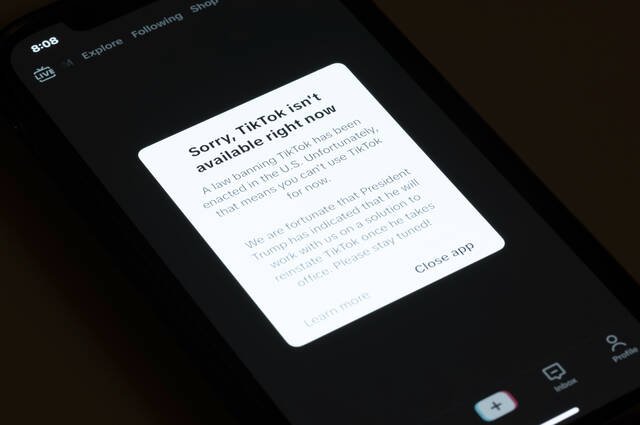 8:08
LIVE
Explore Following Shop
Sorry, TikTok isn't
available right now
A law banning TikTok has been
enacted in the U.S. Unfortunately,
that means you can't use TikTok
for now.
We are fortunate that President
Trump has indicated that he will
work with us on a solution to
reinstate TikTok once he takes
office. Please stay tuned!
Learn more
Close app
Inbox
Profile